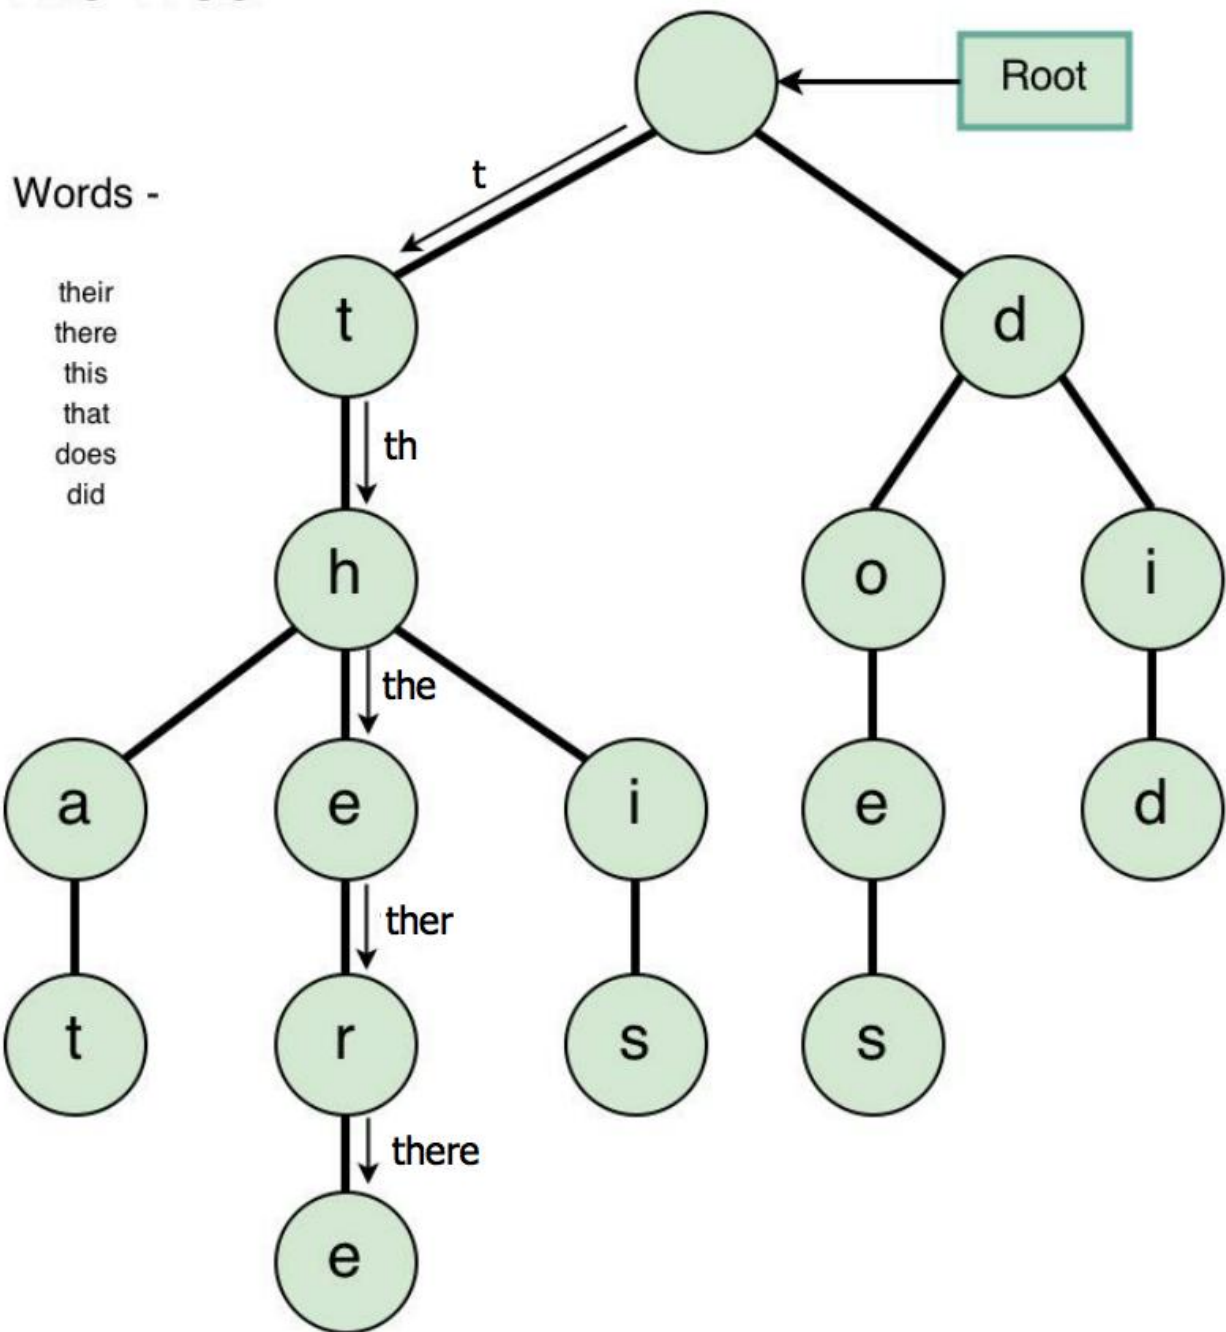 Root
t
Words -
their
there
this
that
does
did
t
d
th
h
o
i
the
a
e
i
e
d
ther
t
r
s
s
there
e